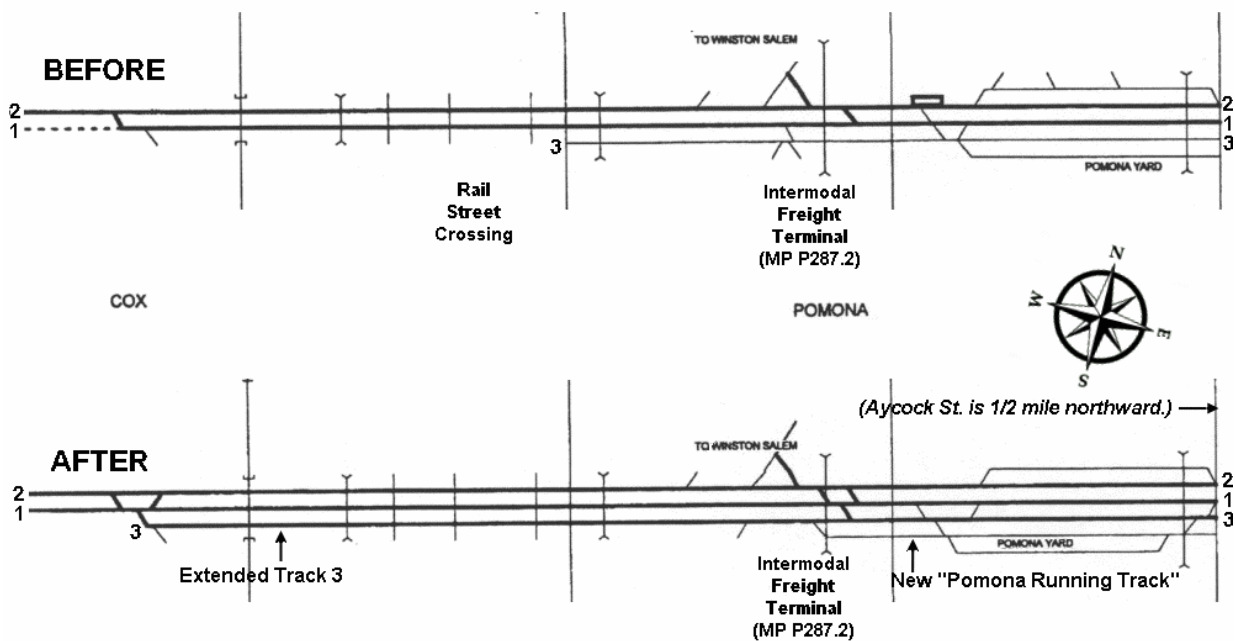 TO WINSTON SALEM
BEFORE
2
1
2
1
3
3
POMONA YARD
Rail
Street
Crossing
Intermodal
Freight
Terminal
(MP P287.2)
COX
POMONA
N
W
E
S
(Aycock St. is 1/2 mile northward.)
AFTER
TO WINSTON SALEM
2
1
3
2
1
3
POMONA YARD
Extended Track 3
Intermodal
Freight
Terminal
(MP P287.2)
New "Pomona Running Track"